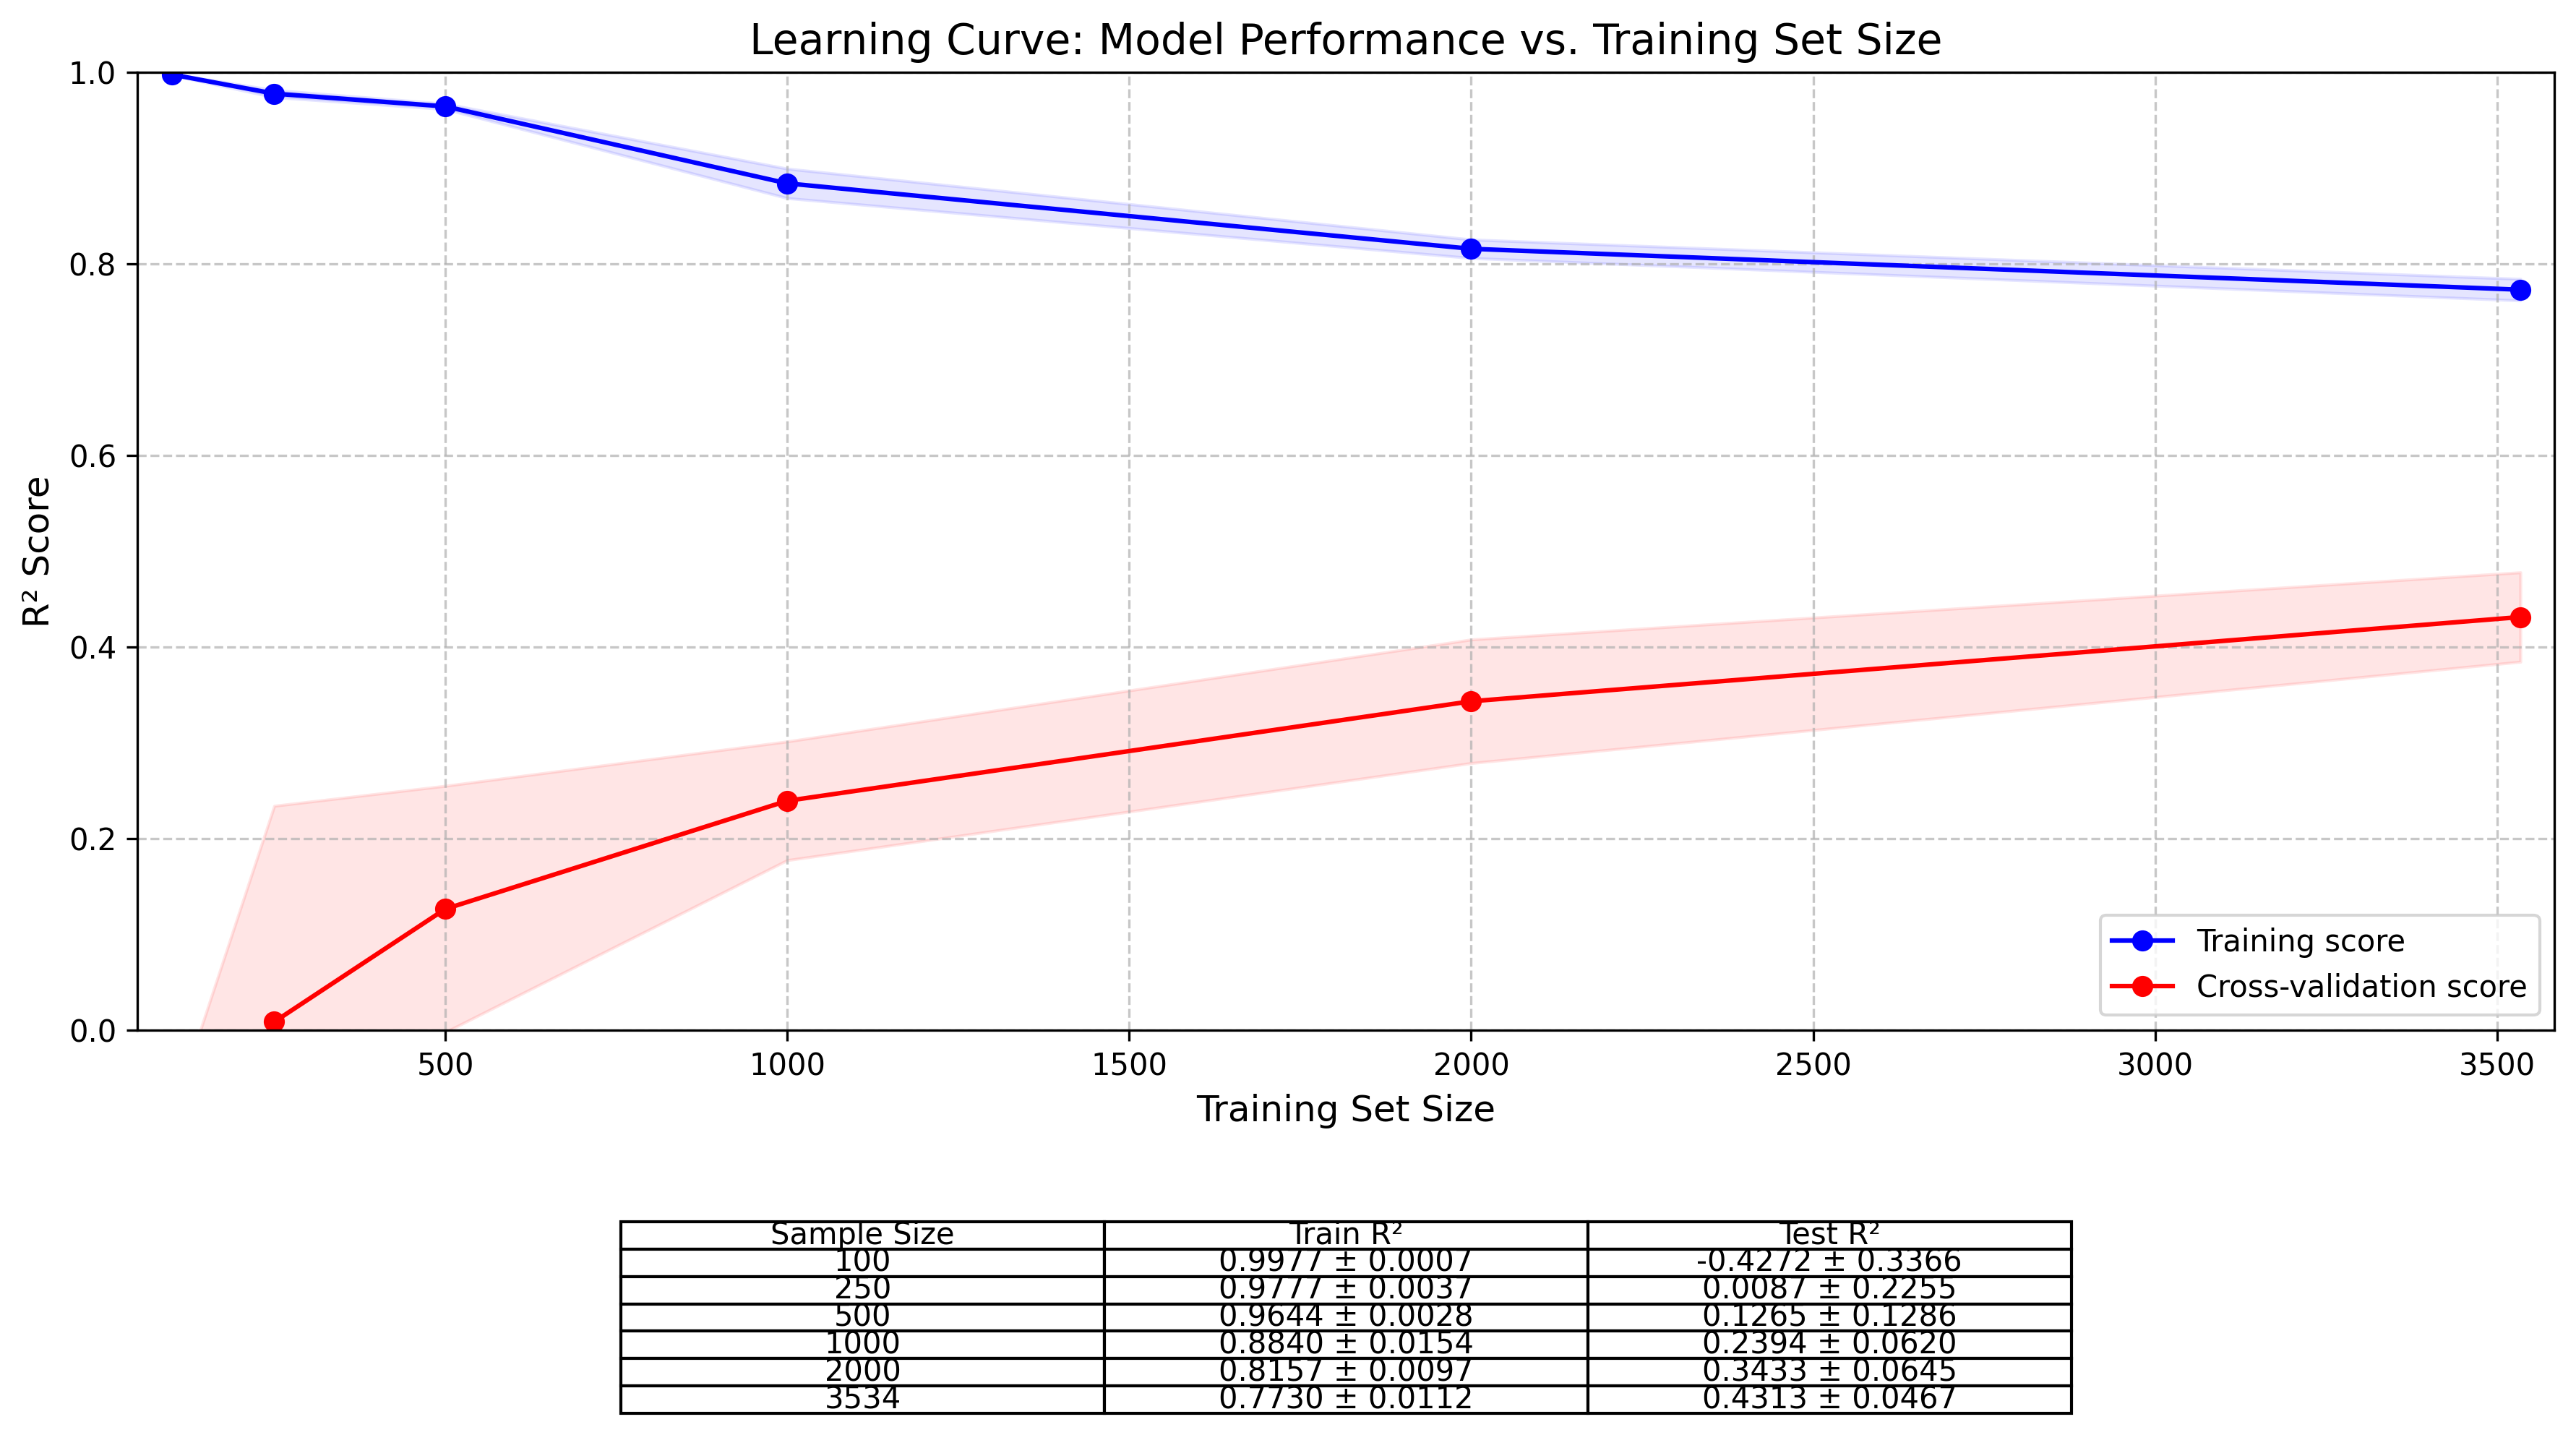 Learning Curve: Model Performance vs. Training Set Size
1.0
0.8
0.6
0.4
0.2
0.0
R² Score
500 1000 1500 2000 2500 3000 3500
Training Set Size
Training score
Cross-validation score
Sample Size Train R² Test R²
100 0.9977 ± 0.0007 -0.4272 ± 0.3366
250 0.9777 ± 0.0037 0.0087 ± 0.2255
500 0.9644 ± 0.0028 0.1265 ± 0.1286
1000 0.8840 ± 0.0154 0.2394 ± 0.0620
2000 0.8157 ± 0.0097 0.3433 ± 0.0645
3534 0.7730 ± 0.0112 0.4313 ± 0.0467